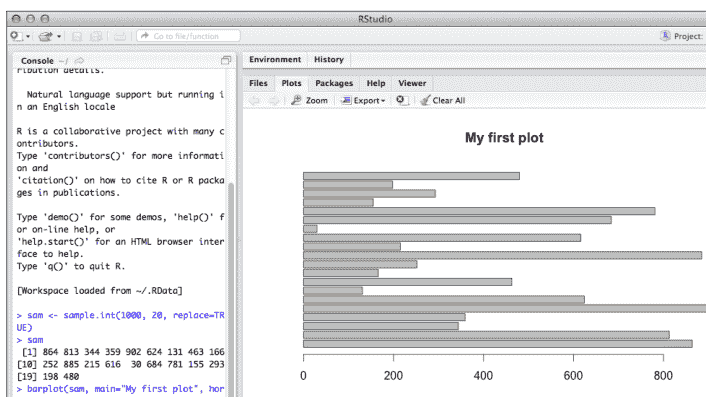 RStudio
Go to file/function
Project:
Console ~/
ribution details.
Natural language support but running i
n an English locale
R is a collaborative project with many c
ontributors.
Type 'contributors()' for more informati
on and
'citation()' on how to cite R or R packa
ges in publications.
Type 'demo()' for some demos, 'help()' f
or on-line help, or
'help.start()' for an HTML browser inter
face to help.
Type 'q()' to quit R.
[Workspace loaded from ~/.RData]
> sam <- sample.int(1000, 20, replace=TR
UE)
> sam
[1] 864 813 344 359 902 624 131 463 166
[10] 252 885 215 616 30 684 781 155 293
[19] 198 480
> barplot(sam, main="My first plot", hor
Environment History
Files Plots Packages Help Viewer
Zoom Export Clear All
My first plot
0 200 400 600 800